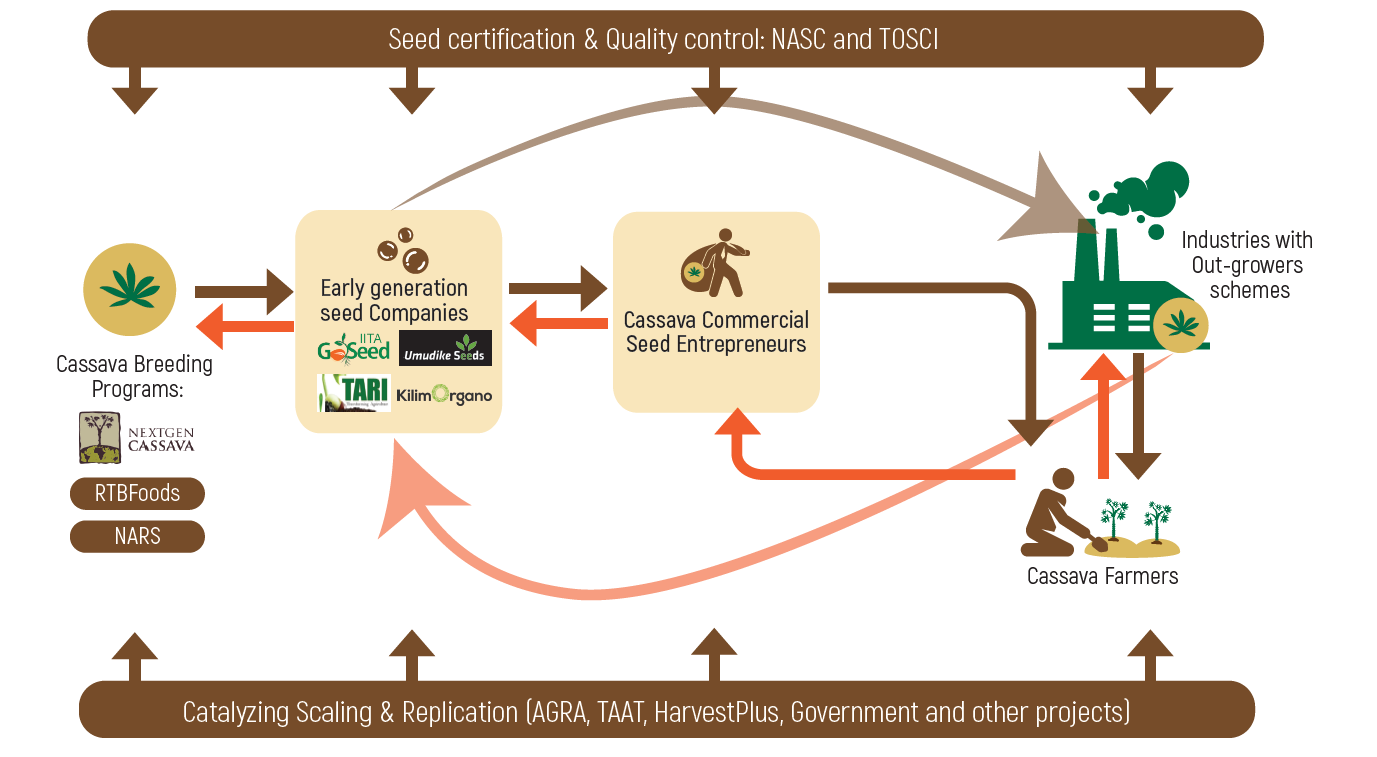 Seed certification & Quality control: NASC and TOSCI
Industries with
Out-growers
schemes
Early generation
seed Companies
IITA
GoSeed
Umudike Seeds
TARI
KilimOrgano
Cassava Commercial
Seed Entrepreneurs
Cassava Breeding
Programs:
NEXTGEN
CASSAVA
RTBFoods
NARS
Cassava Farmers
Catalyzing Scaling & Replication (AGRA, TAAT, HarvestPlus, Government and other projects)